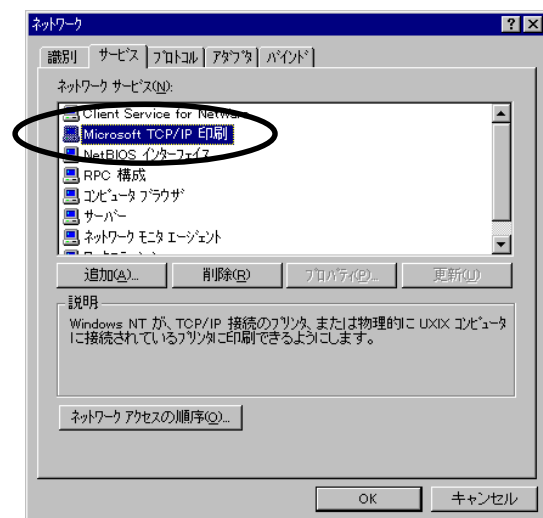 ネットワーク
識別 サービス プロトコル アダプタ バインド
ネットワーク サービス(N):
Client Service for Netware
Microsoft TCP/IP 印刷
NetBIOS インターフェイス
RPC 構成
コンピュータ ブラウザ
サーバー
ネットワーク モニタ エージェント
追加(A)... 削除(R) プロパティ(P)... 更新(U)
説明
Windows NT が、TCP/IP 接続のプリンタ、または物理的に UXIX コンピュータ
に接続されているプリンタに印刷できるようにします。
ネットワーク アクセスの順序(O)...
OK キャンセル